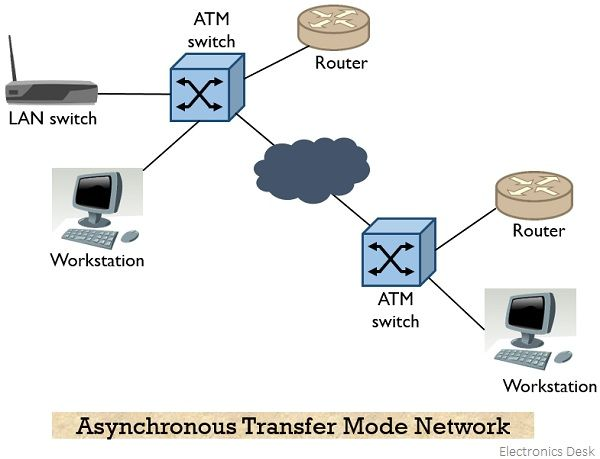 ATM
switch
Router
LAN switch
Workstation
Router
ATM
switch
Workstation
Asynchronous Transfer Mode Network
Electronics Desk